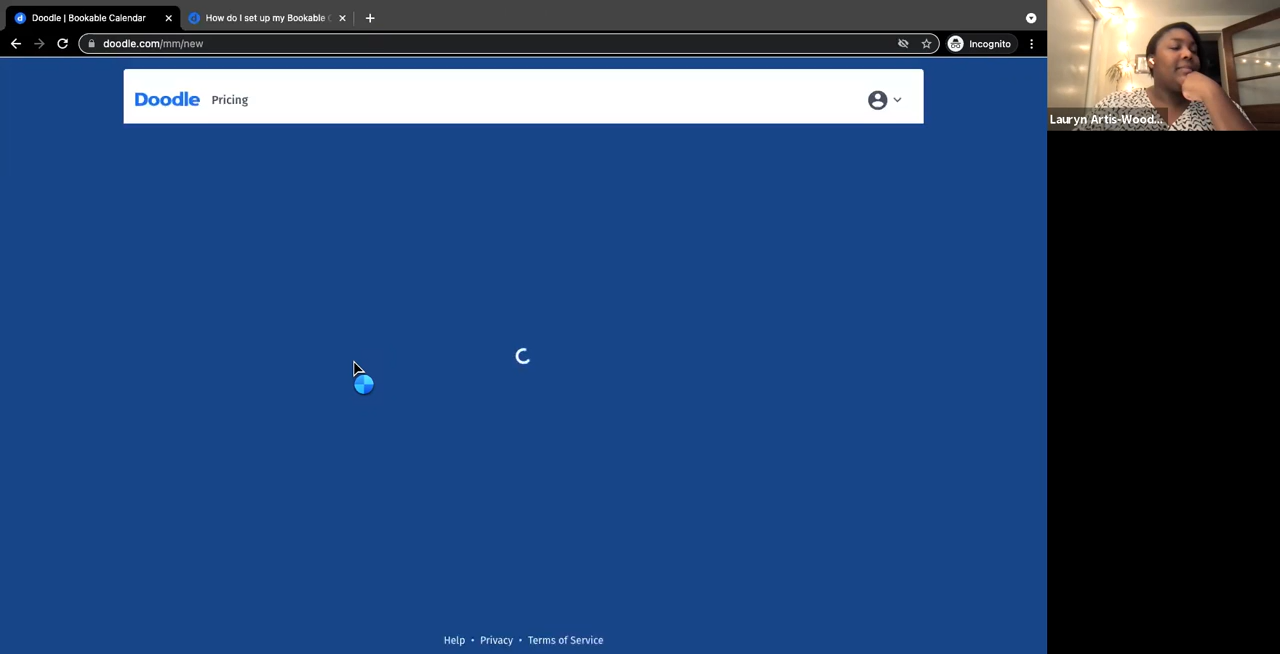 Doodle | Bookable Calendar
How do I set up my Bookable
doodle.com/mm/new
Incognito
Doodle
Pricing
Lauryn Artis-Wood...
Help • Privacy • Terms of Service